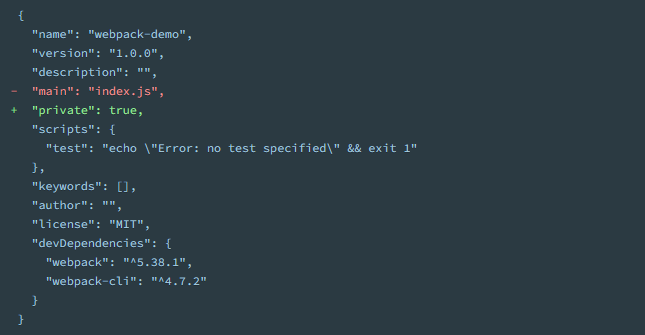 {
"name": "webpack-demo",
"version": "1.0.0",
"description": "",
- "main": "index.js",
+ "private": true,
"scripts": {
"test": "echo \"Error: no test specified\" && exit 1"
},
"keywords": [],
"author": "",
"license": "MIT",
"devDependencies": {
"webpack": "^5.38.1",
"webpack-cli": "^4.7.2"
}
}